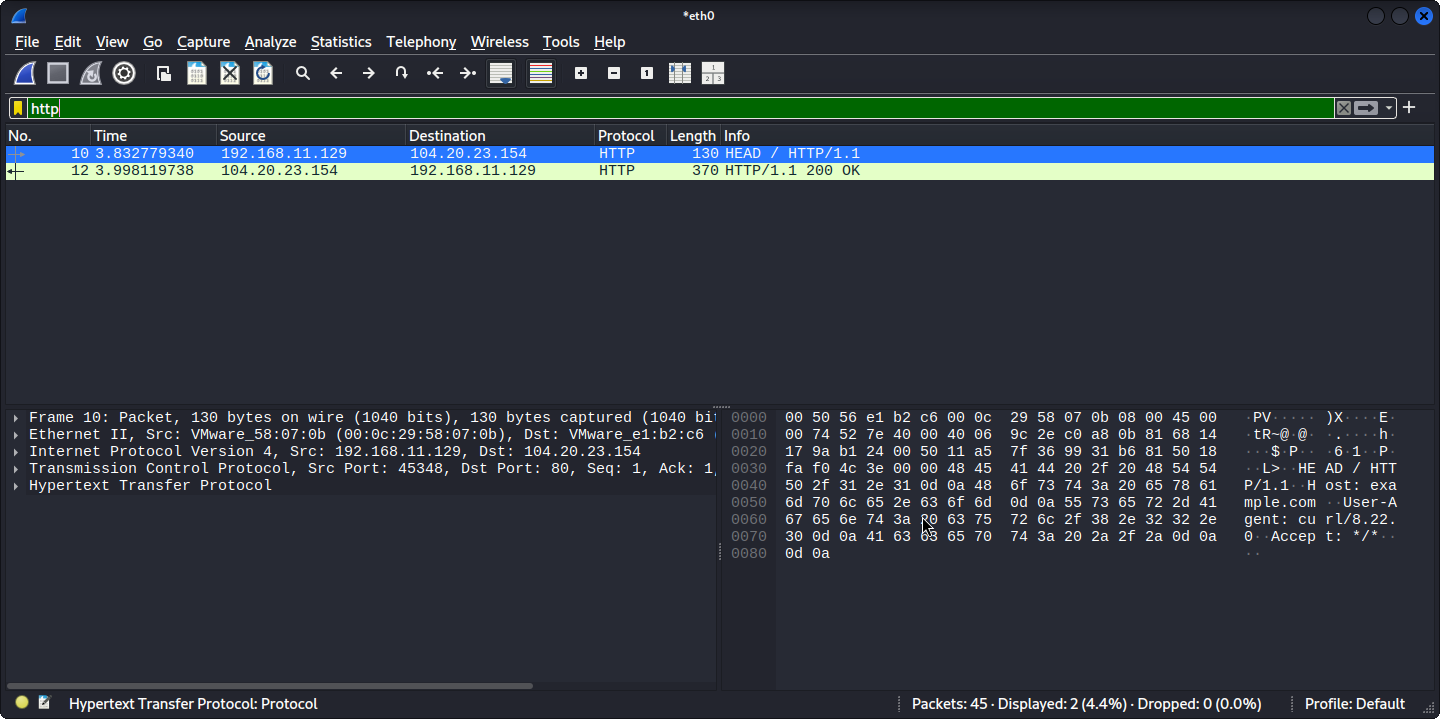 *eth0
File Edit View Go Capture Analyze Statistics Telephony Wireless Tools Help
http
No. Time Source Destination Protocol Length Info
10 3.832779340 192.168.11.129 104.20.23.154 HTTP 130 HEAD / HTTP/1.1
12 3.998119738 104.20.23.154 192.168.11.129 HTTP 370 HTTP/1.1 200 OK
Frame 10: Packet, 130 bytes on wire (1040 bits), 130 bytes captured (1040 bi
Ethernet II, Src: VMware_58:07:0b (00:0c:29:58:07:0b), Dst: VMware_e1:b2:c6 (
Internet Protocol Version 4, Src: 192.168.11.129, Dst: 104.20.23.154
Transmission Control Protocol, Src Port: 45348, Dst Port: 80, Seq: 1, Ack: 1,
Hypertext Transfer Protocol
0000 00 50 56 e1 b2 c6 00 0c 29 58 07 0b 08 00 45 00 ·PV····· )X····E·
0010 00 74 52 7e 40 00 40 06 9c 2e c0 a8 0b 81 68 14 ·tR~@·@· ·.····h·
0020 17 9a b1 24 00 50 11 a5 7f 36 99 31 b6 81 50 18 ···$·P·· ·6·1··P·
0030 fa f0 4c 3e 00 00 48 45 41 44 20 2f 20 48 54 54 ··L>··HE AD / HTT
0040 50 2f 31 2e 31 0d 0a 48 6f 73 74 3a 20 65 78 61 P/1.1··H ost: exa
0050 6d 70 6c 65 2e 63 6f 6d 0d 0a 55 73 65 72 2d 41 mple.com ··User-A
0060 67 65 6e 74 3a 20 63 75 72 6c 2f 38 2e 32 32 2e gent: cu rl/8.22.
0070 30 0d 0a 41 63 63 65 70 74 3a 20 2a 2f 2a 0d 0a 0··Accep t: */*··
0080 0d 0a ··
Hypertext Transfer Protocol: Protocol Packets: 45 · Displayed: 2 (4.4%) · Dropped: 0 (0.0%) Profile: Default